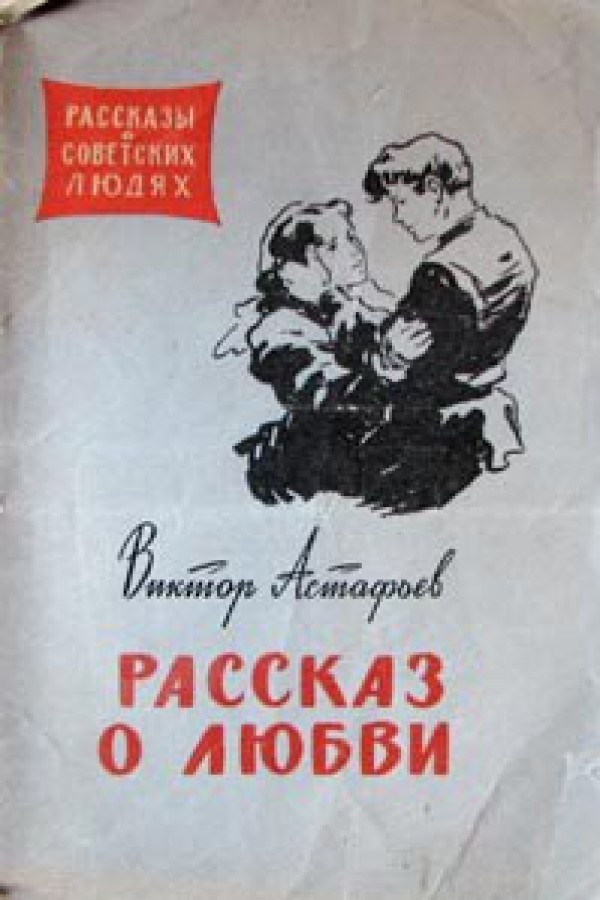 РАССКАЗЫ
о
СОВЕТСКИХ
ЛЮДЯХ
Виктор Астафьев
РАССКАЗ
О ЛЮБВИ